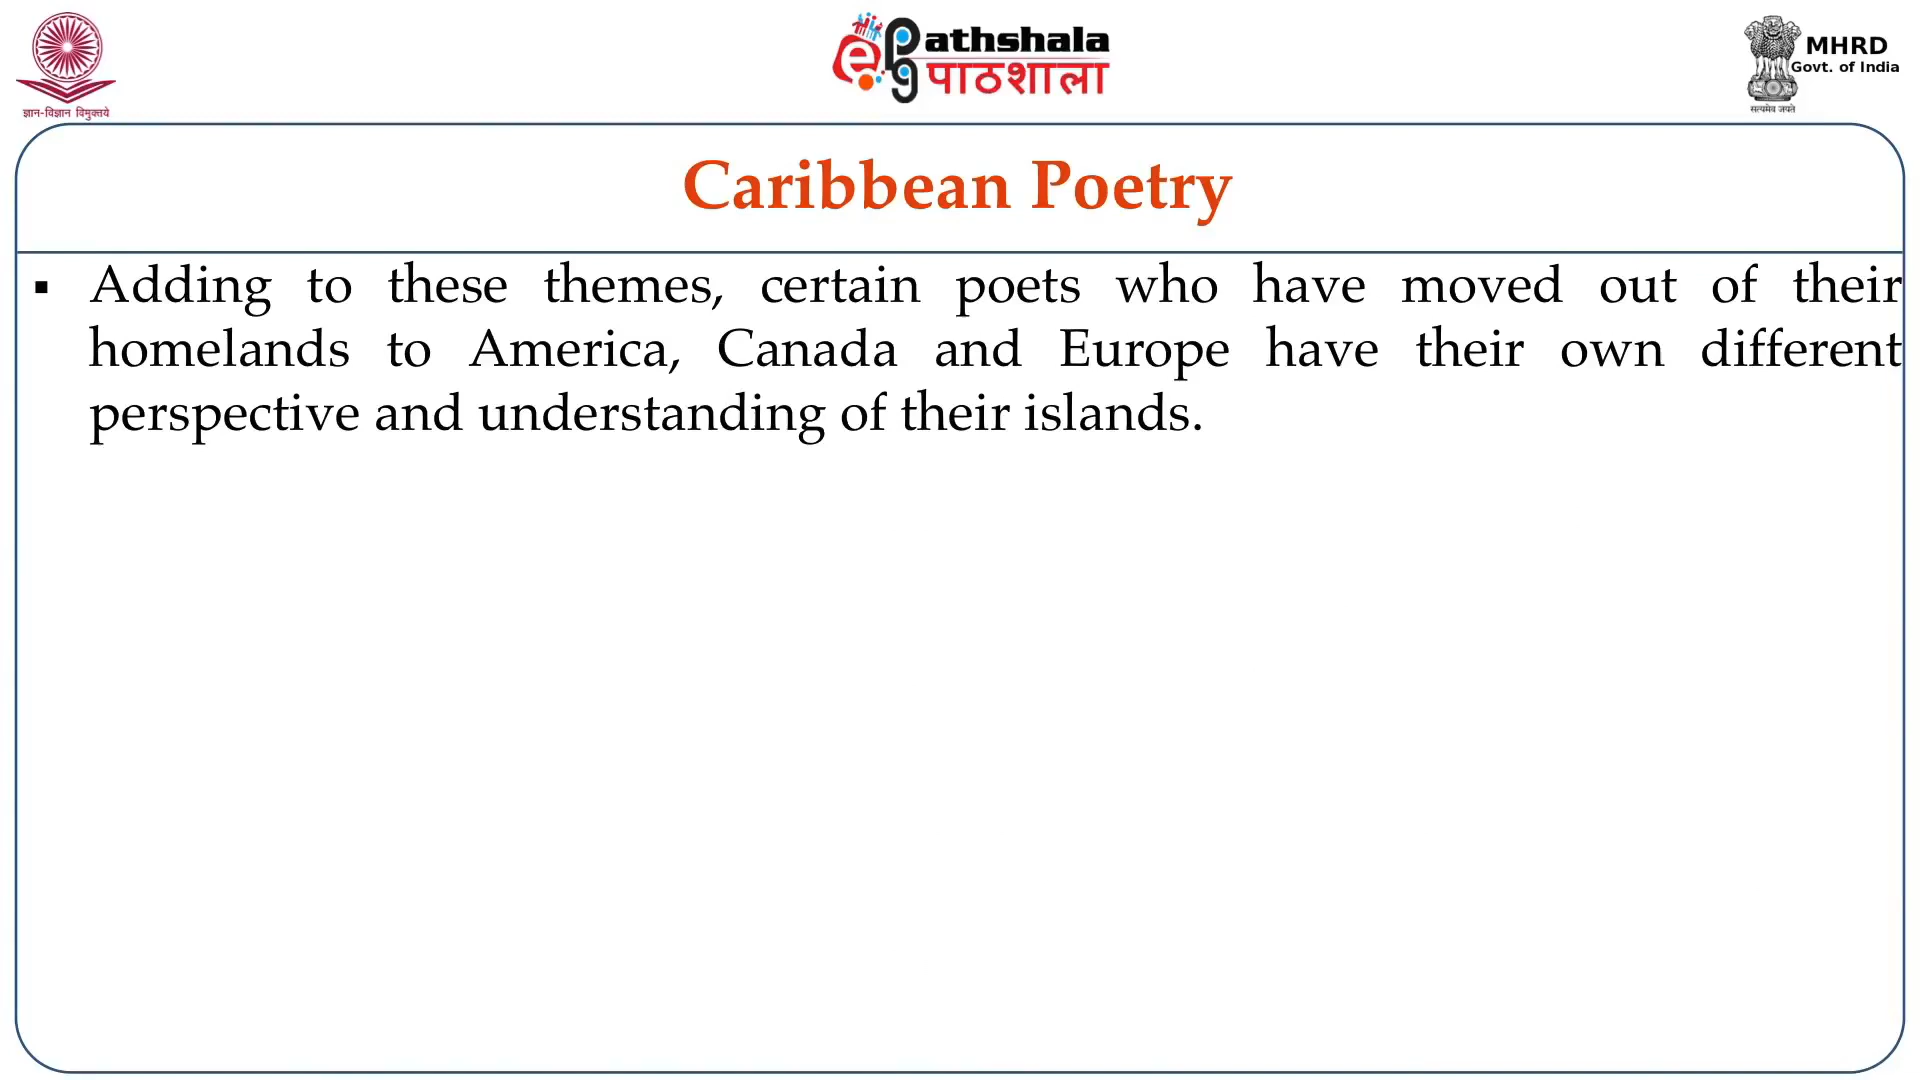 ज्ञान-विज्ञान विमुक्तये
e Pg Pathshala
पाठशाला
MHRD
Govt. of India
सत्यमेव जयते
Caribbean Poetry
▪ Adding to these themes, certain poets who have moved out of their
homelands to America, Canada and Europe have their own different
perspective and understanding of their islands.